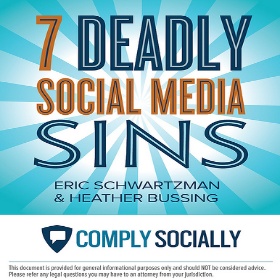 7 DEADLY
SOCIAL MEDIA
SINS
ERIC SCHWARTZMAN
& HEATHER BUSSING
COMPLY SOCIALLY
This document is provided for general informational purposes only and should NOT be considered advice.
Please refer any legal questions you may have to an attorney from your jurisdiction.